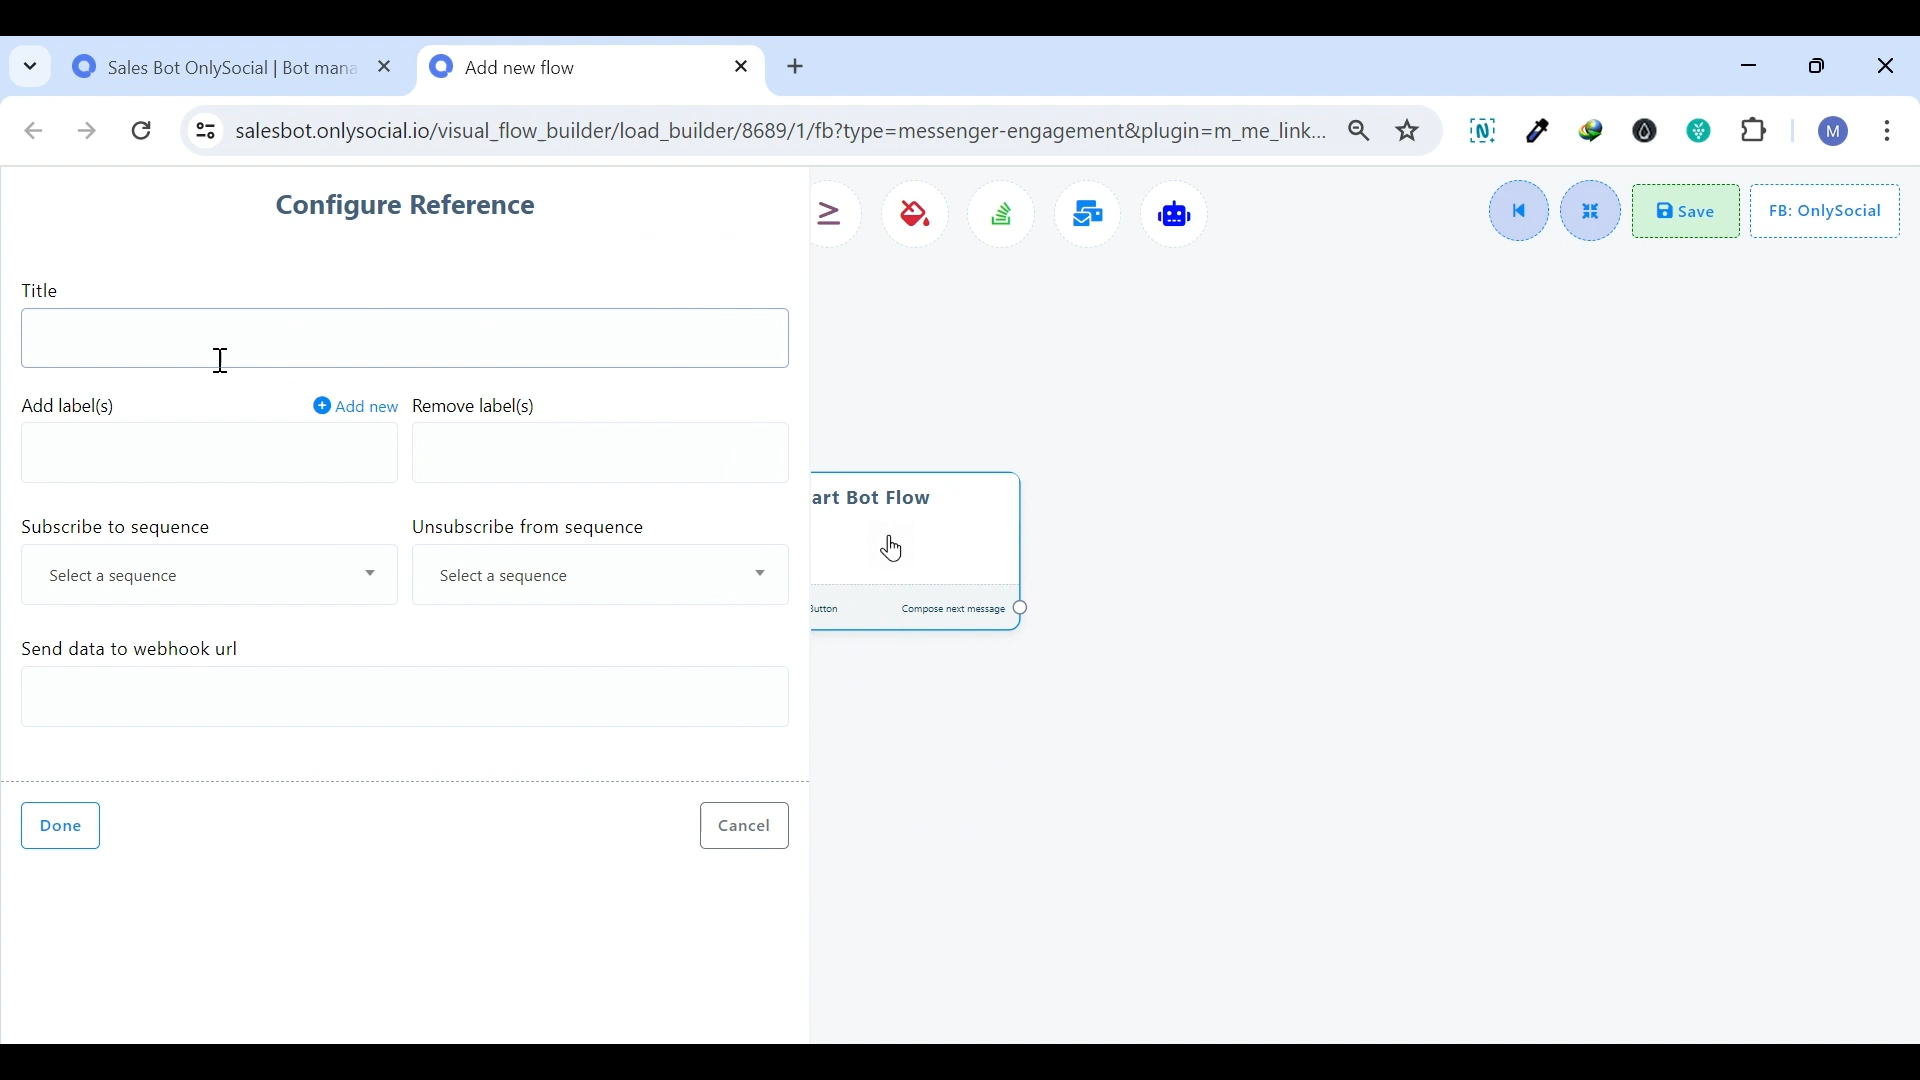 Sales Bot OnlySocial | Bot mana
Add new flow
salesbot.onlysocial.io/visual_flow_builder/load_builder/8689/1/fb?type=messenger-engagement&plugin=m_me_link...
M
Configure Reference
Save
FB: OnlySocial
Title
Add label(s)
Add new
Remove label(s)
art Bot Flow
Subscribe to sequence
Unsubscribe from sequence
Select a sequence
Select a sequence
Button
Compose next message
Send data to webhook url
Done
Cancel